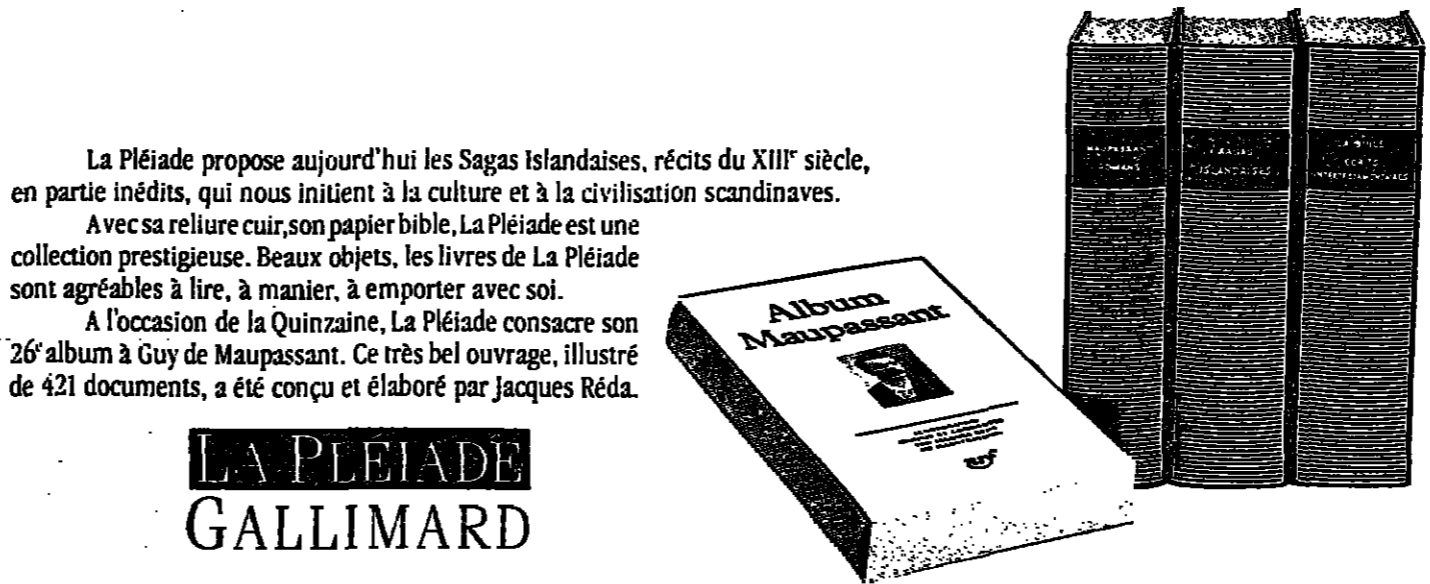 La Pléiade propose aujourd'hui les Sagas Islandaises, récits du XIIIᵉ siècle,
en partie inédits, qui nous initient à la culture et à la civilisation scandinaves.
Avec sa reliure cuir, son papier bible, La Pléiade est une
collection prestigieuse. Beaux objets, les livres de La Pléiade
sont agréables à lire, à manier, à emporter avec soi.
A l'occasion de la Quinzaine, La Pléiade consacre son
26ᵉ album à Guy de Maupassant. Ce très bel ouvrage, illustré
de 421 documents, a été conçu et élaboré par Jacques Réda.
LA PLÉIADE
GALLIMARD
Album
Maupassant
nrf
MAUPASSANT
ROMANS
SAGAS
ISLANDAISES
LA BIBLE
ÉCRITS
INTERTESTAMENTAIRES